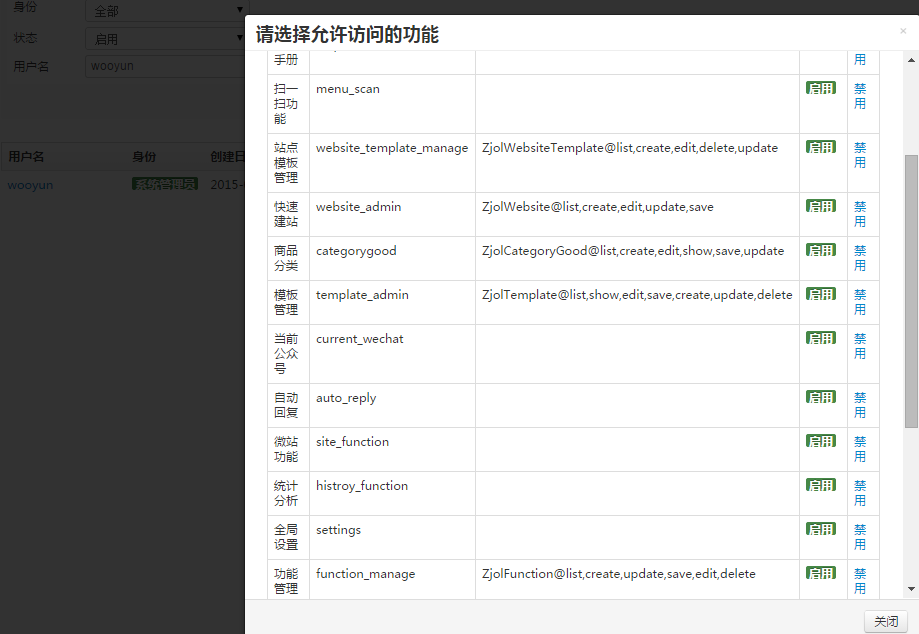 身份
全部
状态
启用
用户名
wooyun
用户名 身份 创建日
wooyun 系统管理员 2015-
请选择允许访问的功能 ×
手册 用
扫一扫功能 menu_scan 启用 禁用
站点模板管理 website_template_manage ZjolWebsiteTemplate@list,create,edit,delete,update 启用 禁用
快速建站 website_admin ZjolWebsite@list,create,edit,update,save 启用 禁用
商品分类 categorygood ZjolCategoryGood@list,create,edit,show,save,update 启用 禁用
模板管理 template_admin ZjolTemplate@list,show,edit,save,create,update,delete 启用 禁用
当前公众号 current_wechat 启用 禁用
自动回复 auto_reply 启用 禁用
微站功能 site_function 启用 禁用
统计分析 histroy_function 启用 禁用
全局设置 settings 启用 禁用
功能管理 function_manage ZjolFunction@list,create,update,save,edit,delete 启用 禁用
关闭